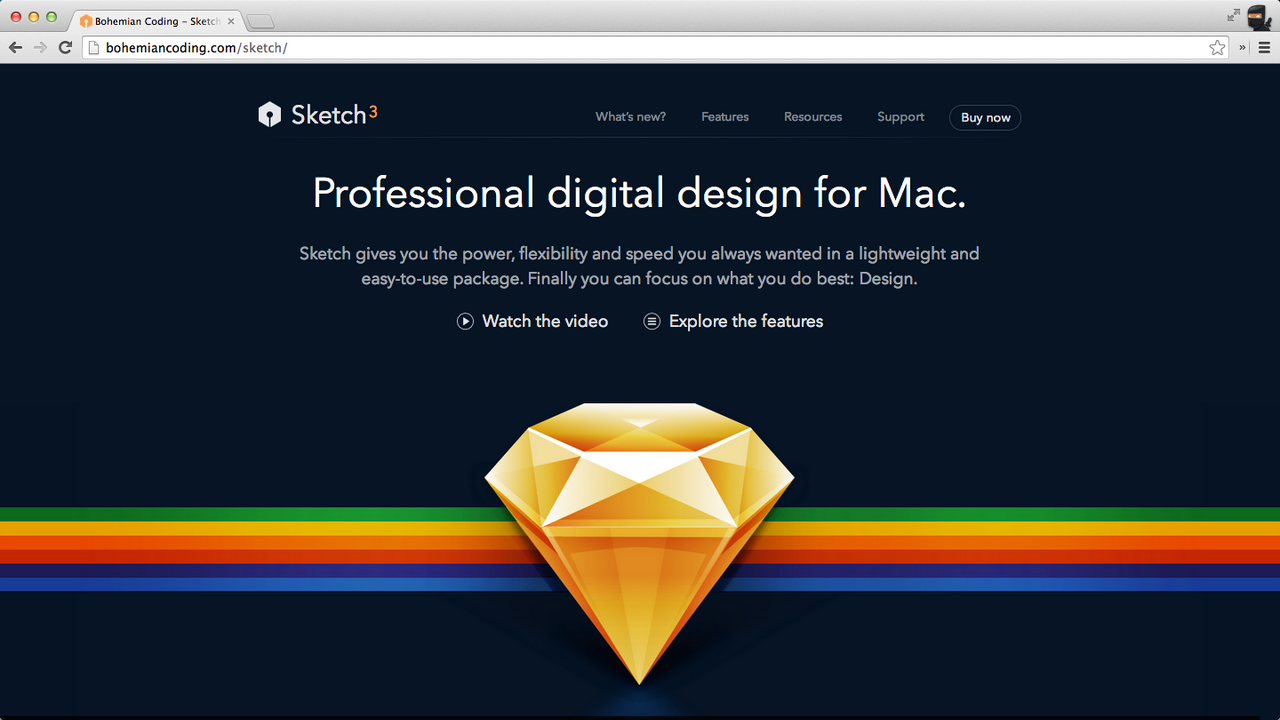 Bohemian Coding – Sketch
bohemiancoding.com/sketch/
Sketch3
What's new?
Features
Resources
Support
Buy now
Professional digital design for Mac.
Sketch gives you the power, flexibility and speed you always wanted in a lightweight and
easy-to-use package. Finally you can focus on what you do best: Design.
Watch the video
Explore the features